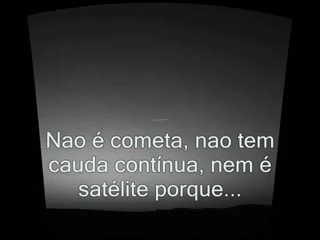 Nao é cometa, nao tem
cauda contínua, nem é
satélite porque...